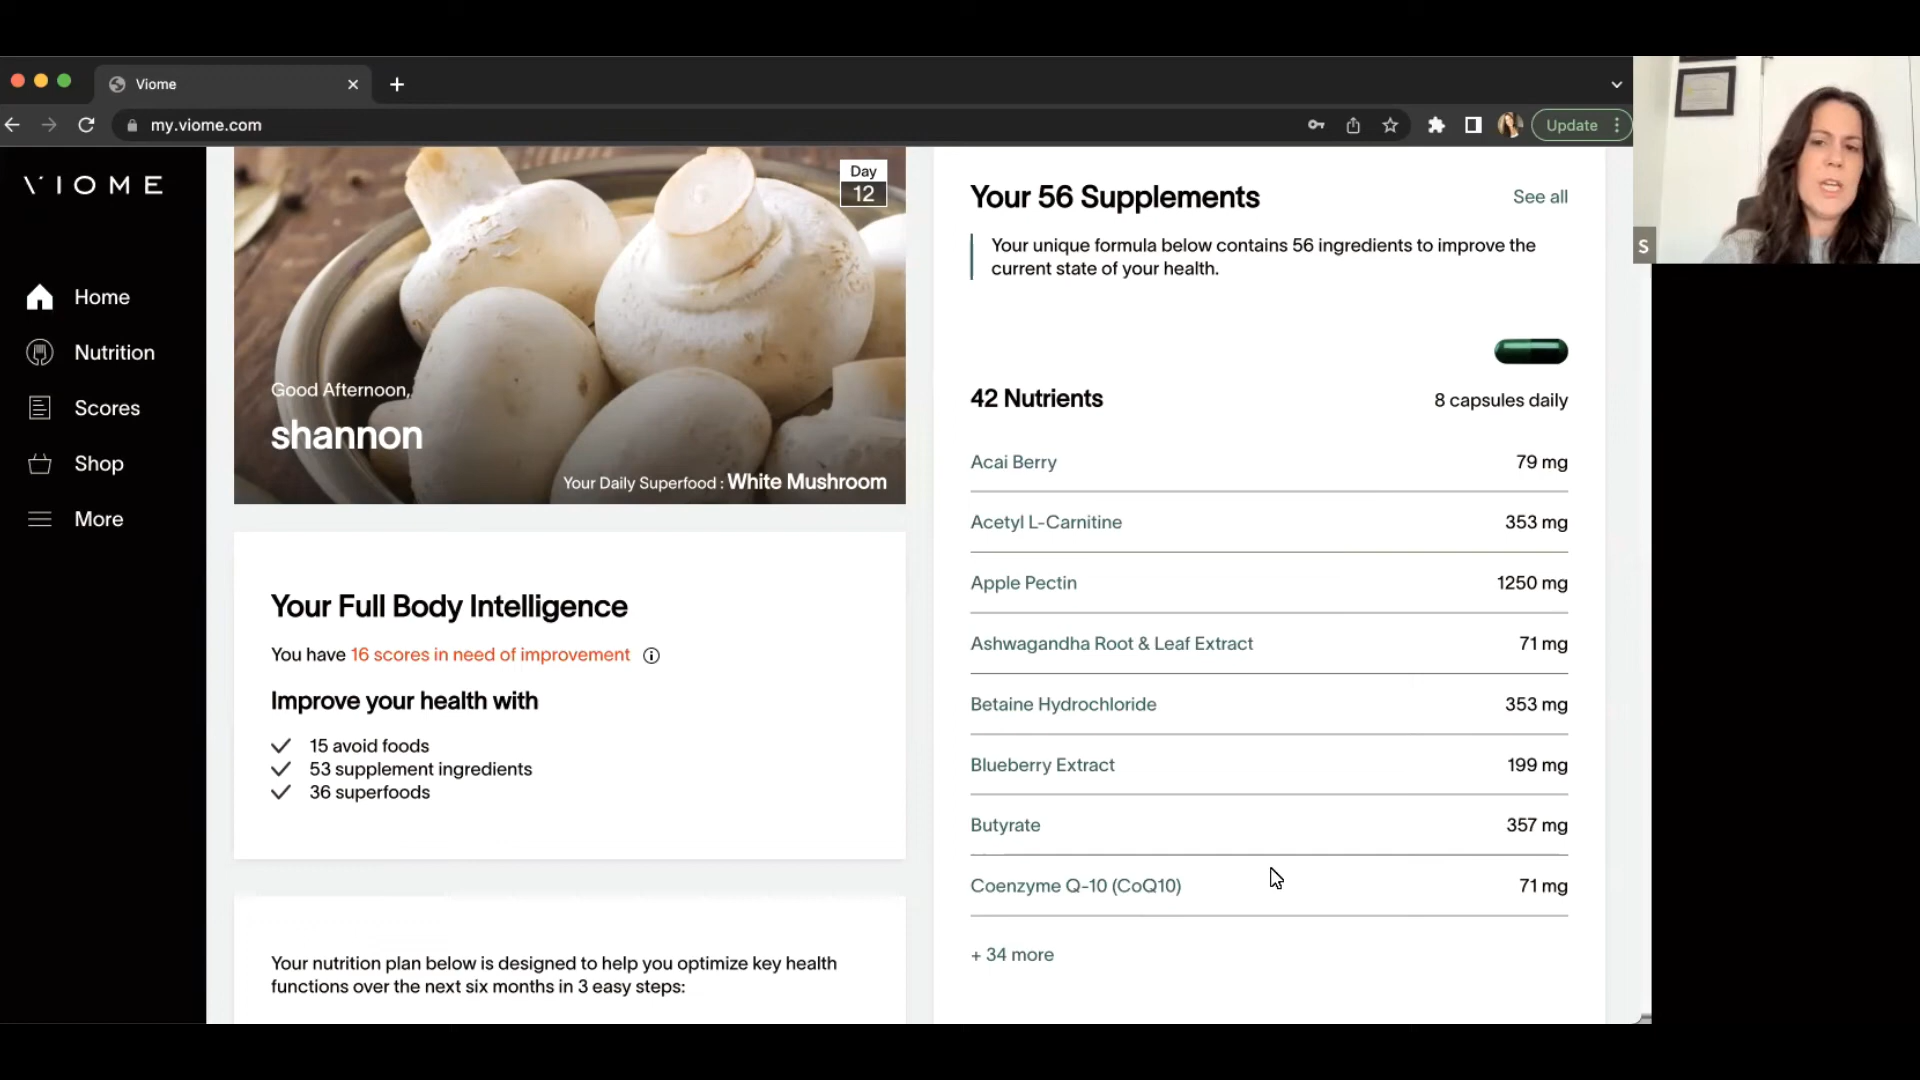 Viome
my.viome.com
Update
VIOME
Home
Nutrition
Scores
Shop
More
Day
12
Good Afternoon,
shannon
Your Daily Superfood : White Mushroom
Your Full Body Intelligence
You have 16 scores in need of improvement
Improve your health with
15 avoid foods
53 supplement ingredients
36 superfoods
Your nutrition plan below is designed to help you optimize key health
functions over the next six months in 3 easy steps:
Your 56 Supplements
See all
Your unique formula below contains 56 ingredients to improve the
current state of your health.
42 Nutrients
8 capsules daily
Acai Berry 79 mg
Acetyl L-Carnitine 353 mg
Apple Pectin 1250 mg
Ashwagandha Root & Leaf Extract 71 mg
Betaine Hydrochloride 353 mg
Blueberry Extract 199 mg
Butyrate 357 mg
Coenzyme Q-10 (CoQ10) 71 mg
+ 34 more
S